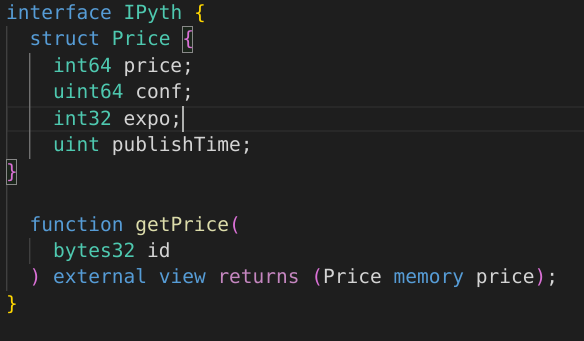 interface IPyth {
struct Price {
int64 price;
uint64 conf;
int32 expo;
uint publishTime;
}
function getPrice(
bytes32 id
) external view returns (Price memory price);
}